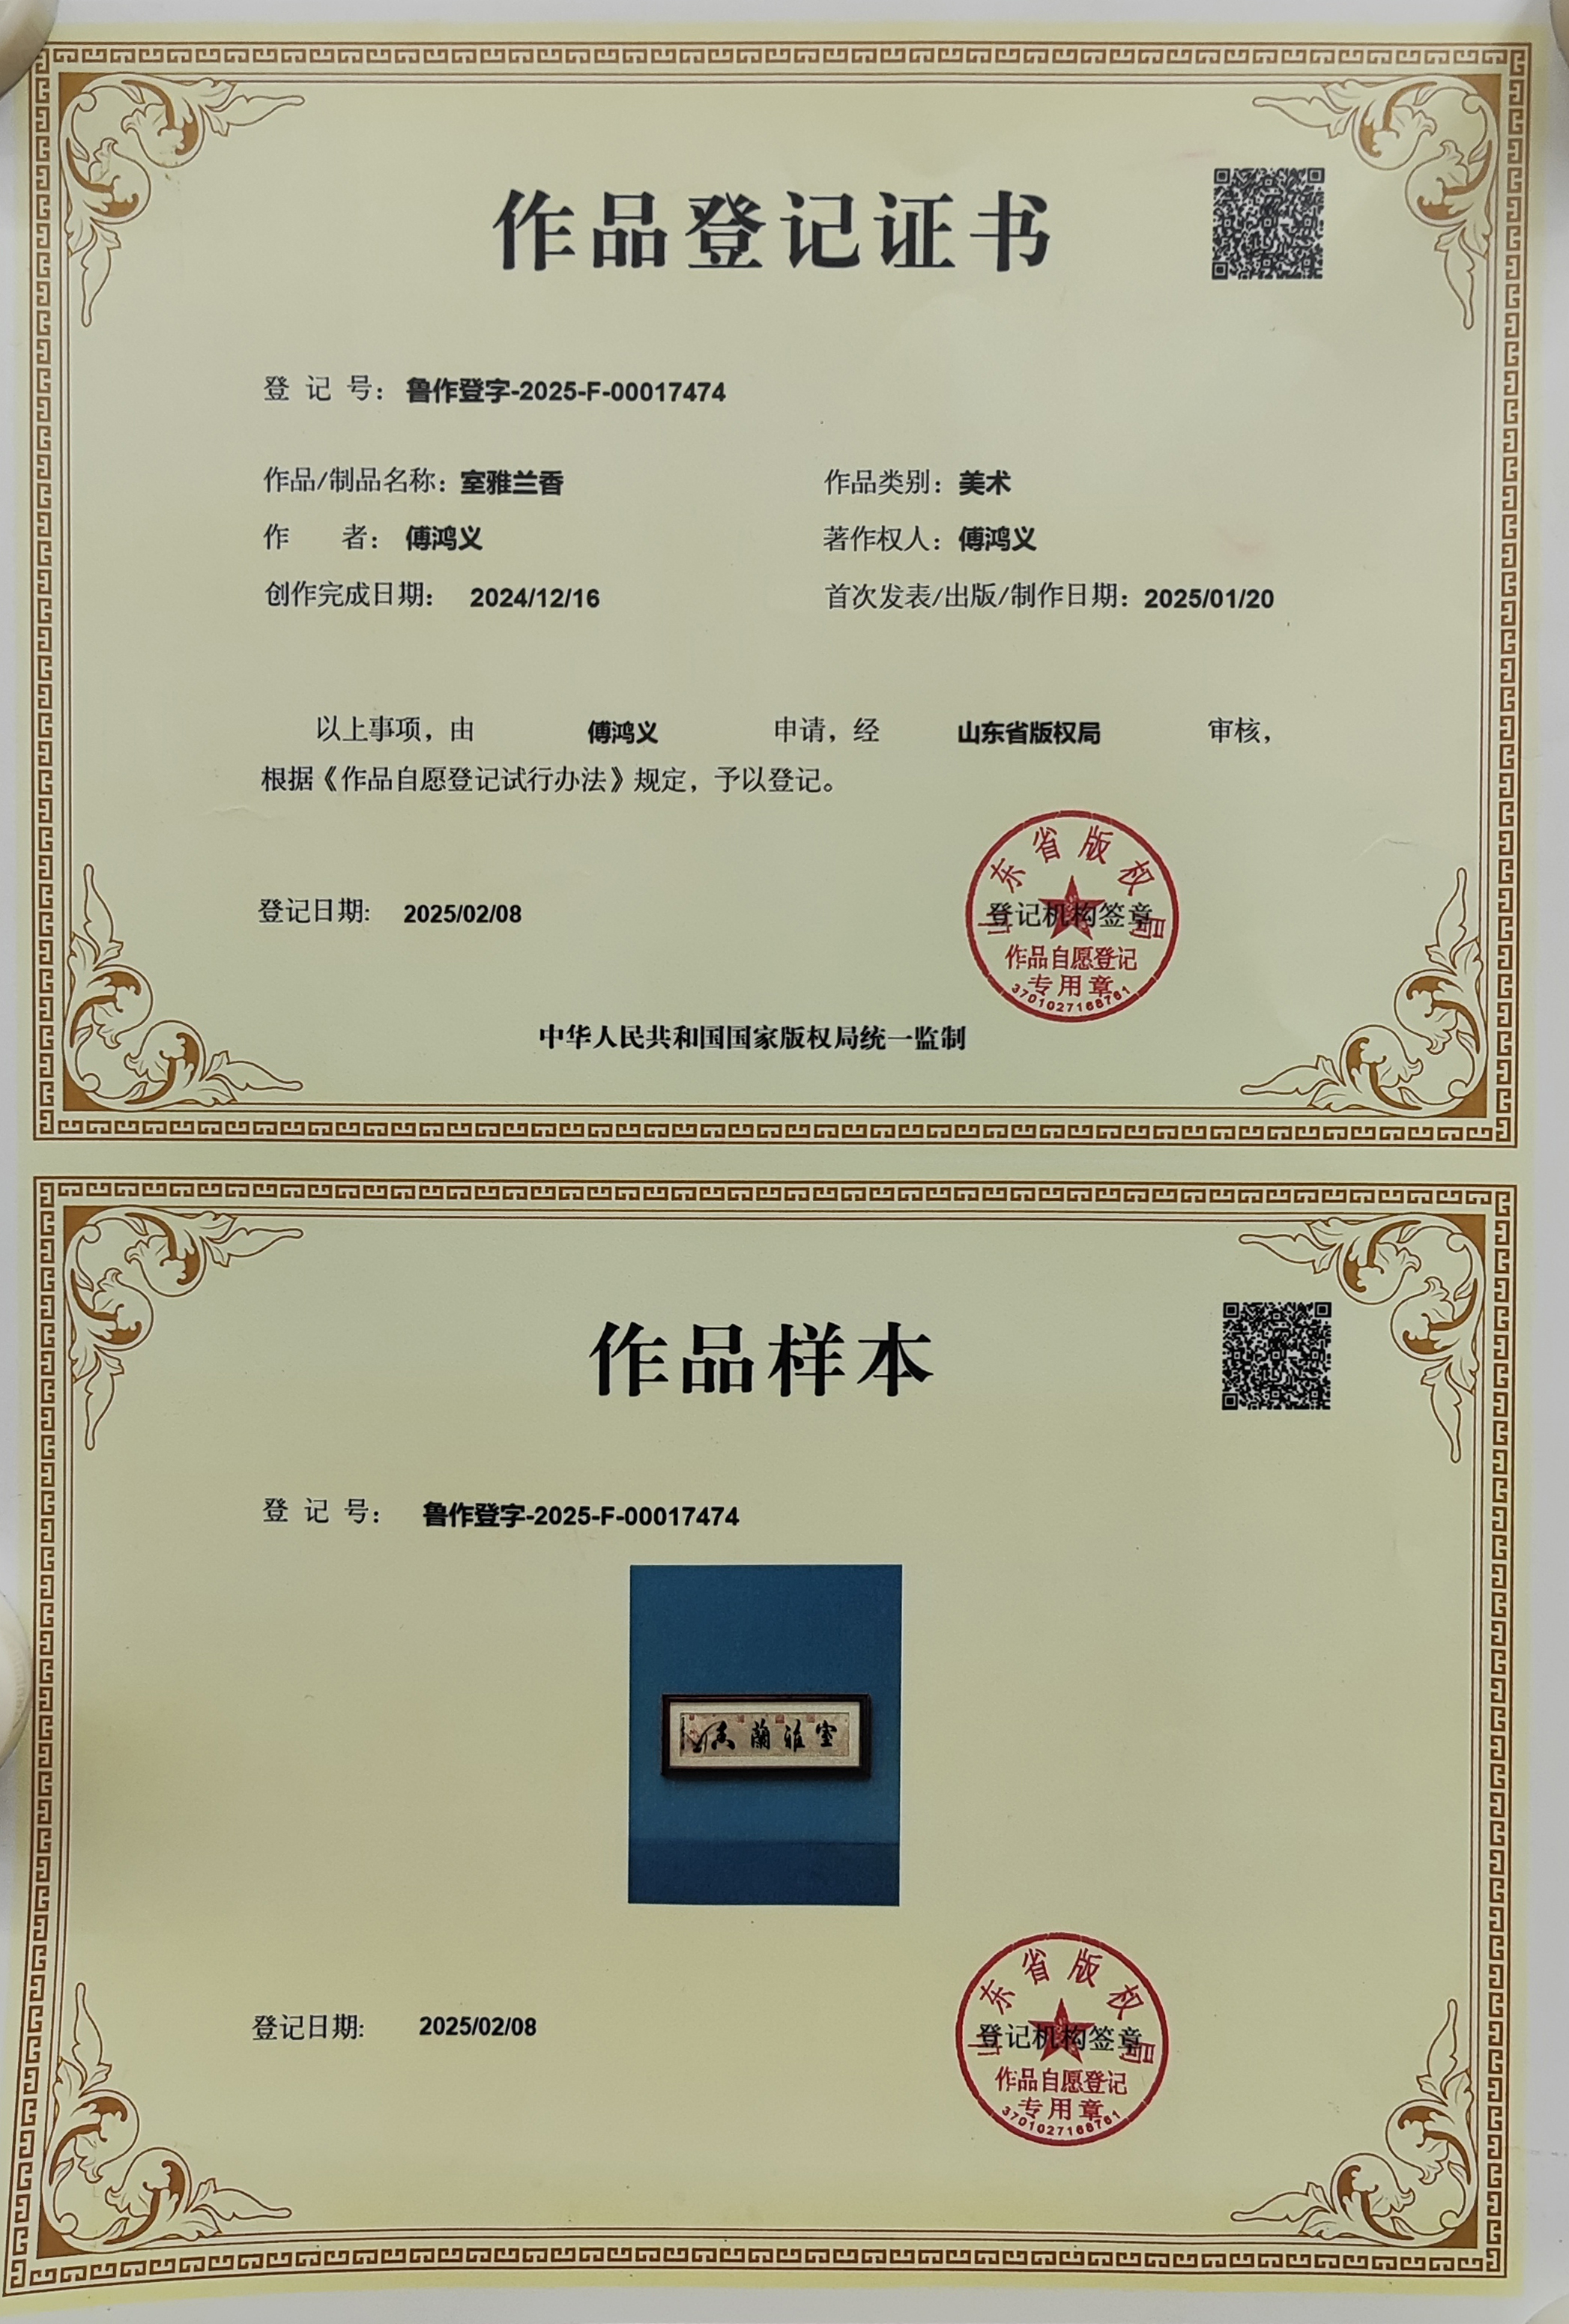 作品登记证书
登 记 号： 鲁作登字-2025-F-00017474
作品/制品名称：室雅兰香
作品类别：美术
作 者：傅鸿义
著作权人：傅鸿义
创作完成日期： 2024/12/16
首次发表/出版/制作日期：2025/01/20
以上事项，由 傅鸿义 申请，经 山东省版权局 审核，
根据《作品自愿登记试行办法》规定，予以登记。
登记日期: 2025/02/08
登记机构签章
山东省版权局
作品自愿登记
专用章
3701027168761
中华人民共和国国家版权局统一监制
作品样本
登 记 号： 鲁作登字-2025-F-00017474
室雅蘭香
登记日期: 2025/02/08
登记机构签章
山东省版权局
作品自愿登记
专用章
3701027168761